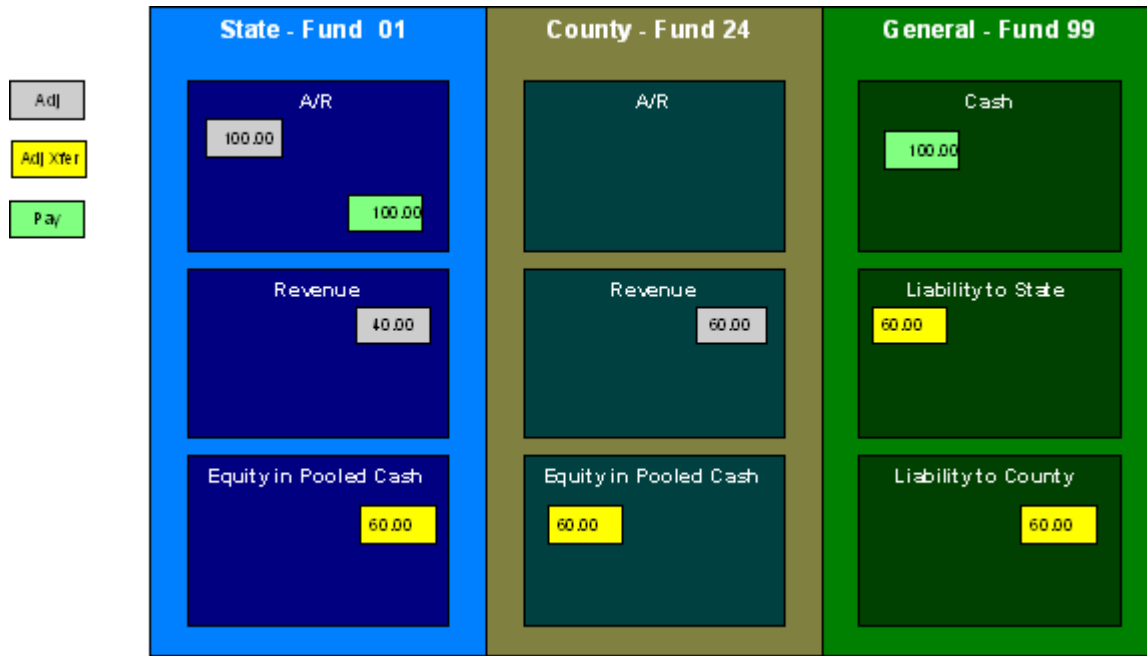 State - Fund 01
County - Fund 24
General - Fund 99
Adj
Adj Xfer
Pay
A/R
100.00
100.00
A/R
Cash
100.00
Revenue
40.00
Revenue
60.00
Liability to State
60.00
Equity in Pooled Cash
60.00
Equity in Pooled Cash
60.00
Liability to County
60.00